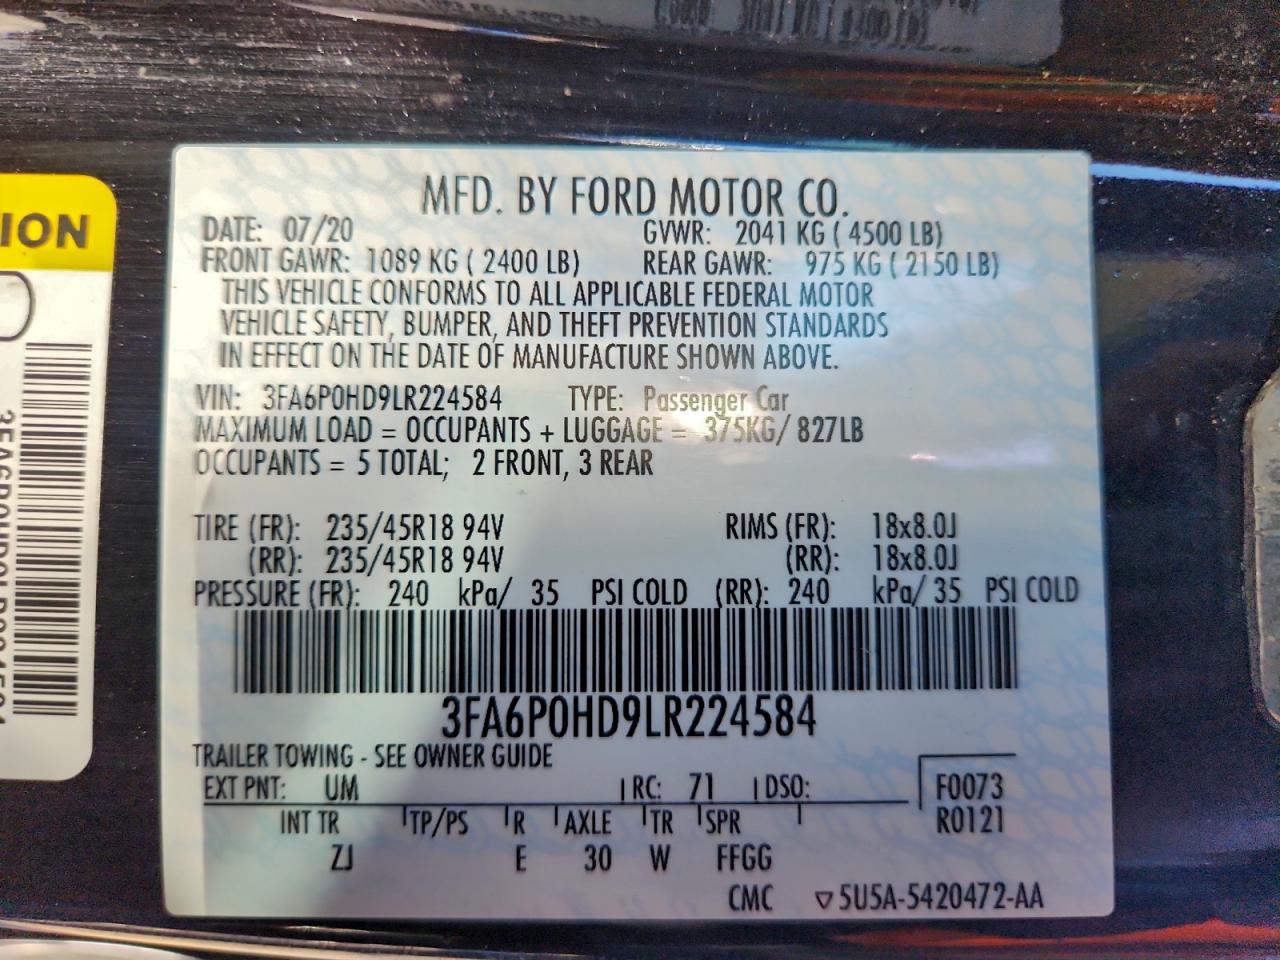 MFD. BY FORD MOTOR CO.
DATE: 07/20 GVWR: 2041 KG ( 4500 LB)
FRONT GAWR: 1089 KG ( 2400 LB) REAR GAWR: 975 KG ( 2150 LB)
THIS VEHICLE CONFORMS TO ALL APPLICABLE FEDERAL MOTOR
VEHICLE SAFETY, BUMPER, AND THEFT PREVENTION STANDARDS
IN EFFECT ON THE DATE OF MANUFACTURE SHOWN ABOVE.
VIN: 3FA6P0HD9LR224584 TYPE: Passenger Car
MAXIMUM LOAD = OCCUPANTS + LUGGAGE = 375KG/ 827LB
OCCUPANTS = 5 TOTAL; 2 FRONT, 3 REAR
TIRE (FR): 235/45R18 94V RIMS (FR): 18x8.0J
(RR): 235/45R18 94V (RR): 18x8.0J
PRESSURE (FR): 240 kPa/ 35 PSI COLD (RR): 240 kPa/ 35 PSI COLD
3FA6P0HD9LR224584
TRAILER TOWING - SEE OWNER GUIDE
EXT PNT: UM RC: 71 DSO: F0073
INT TR TP/PS R AXLE TR SPR R0121
ZJ E 30 W FFGG
CMC ▽5U5A-5420472-AA
ION